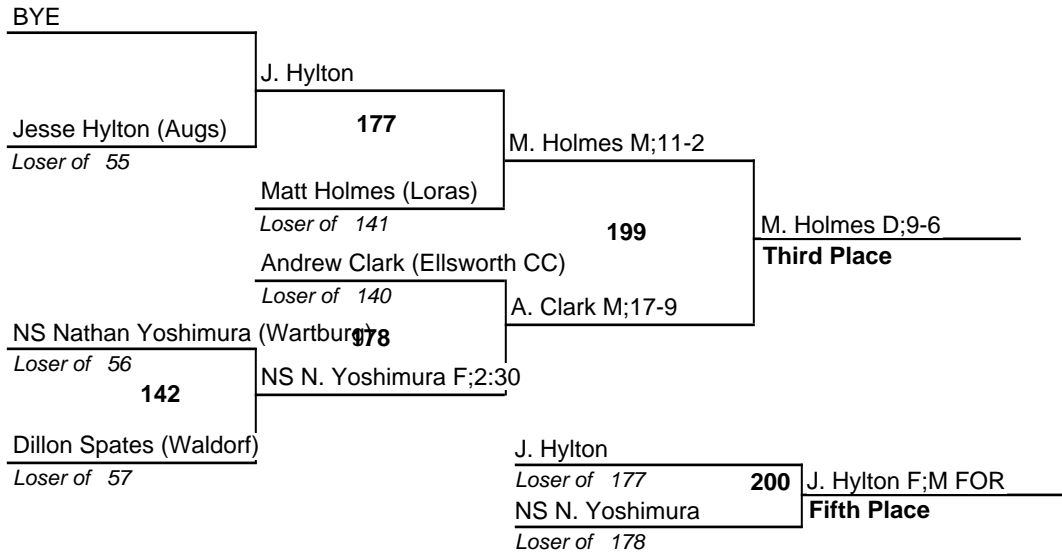 BYE
J. Hylton
177
Jesse Hylton (Augs)
Loser of 55
M. Holmes M;11-2
Matt Holmes (Loras)
Loser of 141
199
M. Holmes D;9-6
Third Place
Andrew Clark (Ellsworth CC)
Loser of 140
A. Clark M;17-9
NS Nathan Yoshimura (Wartburg)
178
Loser of 56
142
NS N. Yoshimura F;2:30
Dillon Spates (Waldorf)
Loser of 57
J. Hylton
Loser of 177
200
J. Hylton F;M FOR
NS N. Yoshimura
Fifth Place
Loser of 178